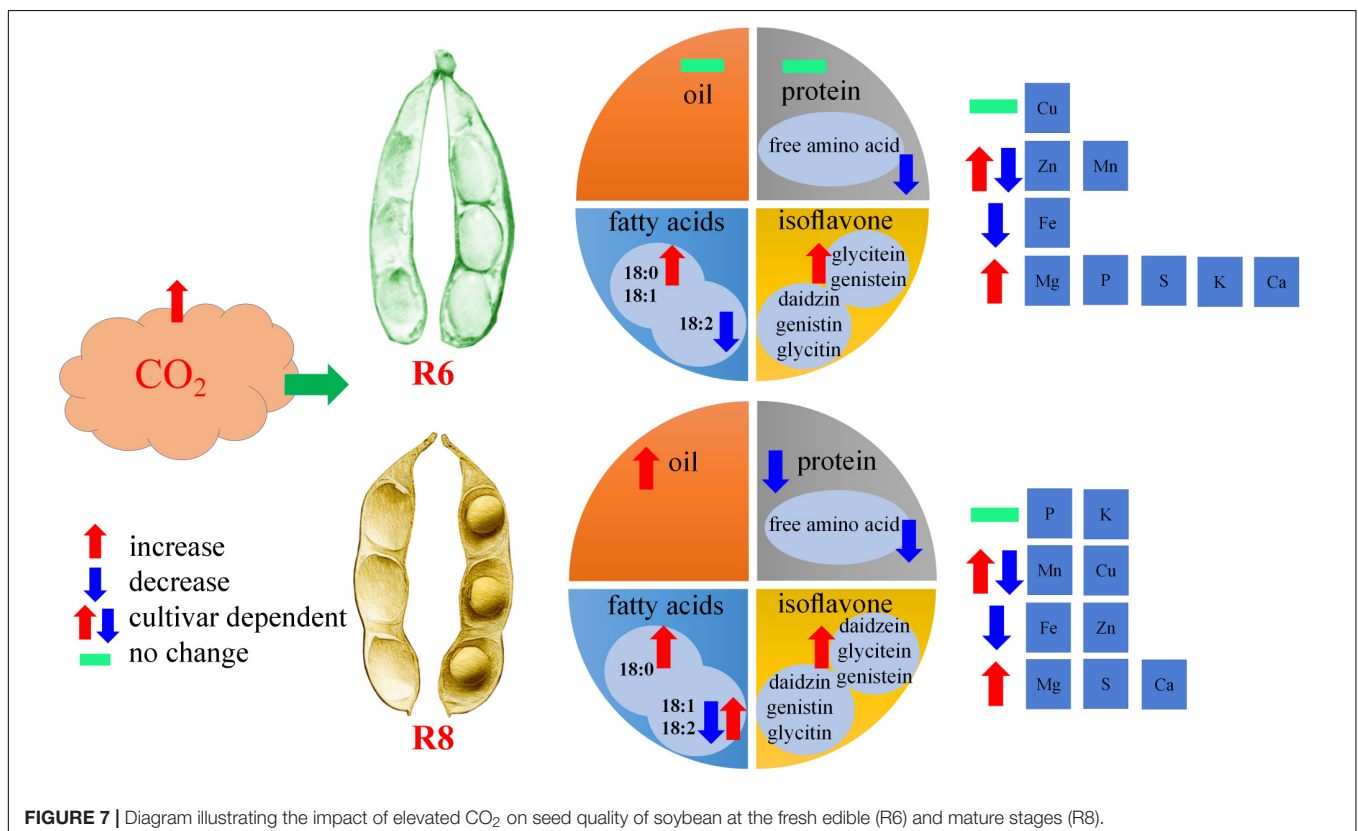 CO₂
increase
decrease
cultivar dependent
no change
R6
oil
protein
free amino acid
fatty acids
18:0
18:1
18:2
isoflavone
glycitein
genistein
daidzin
genistin
glycitin
Cu
Zn Mn
Fe
Mg P S K Ca
R8
oil
protein
free amino acid
fatty acids
18:0
18:1
18:2
isoflavone
daidzein
glycitein
genistein
daidzin
genistin
glycitin
P K
Mn Cu
Fe Zn
Mg S Ca
FIGURE 7 | Diagram illustrating the impact of elevated CO₂ on seed quality of soybean at the fresh edible (R6) and mature stages (R8).